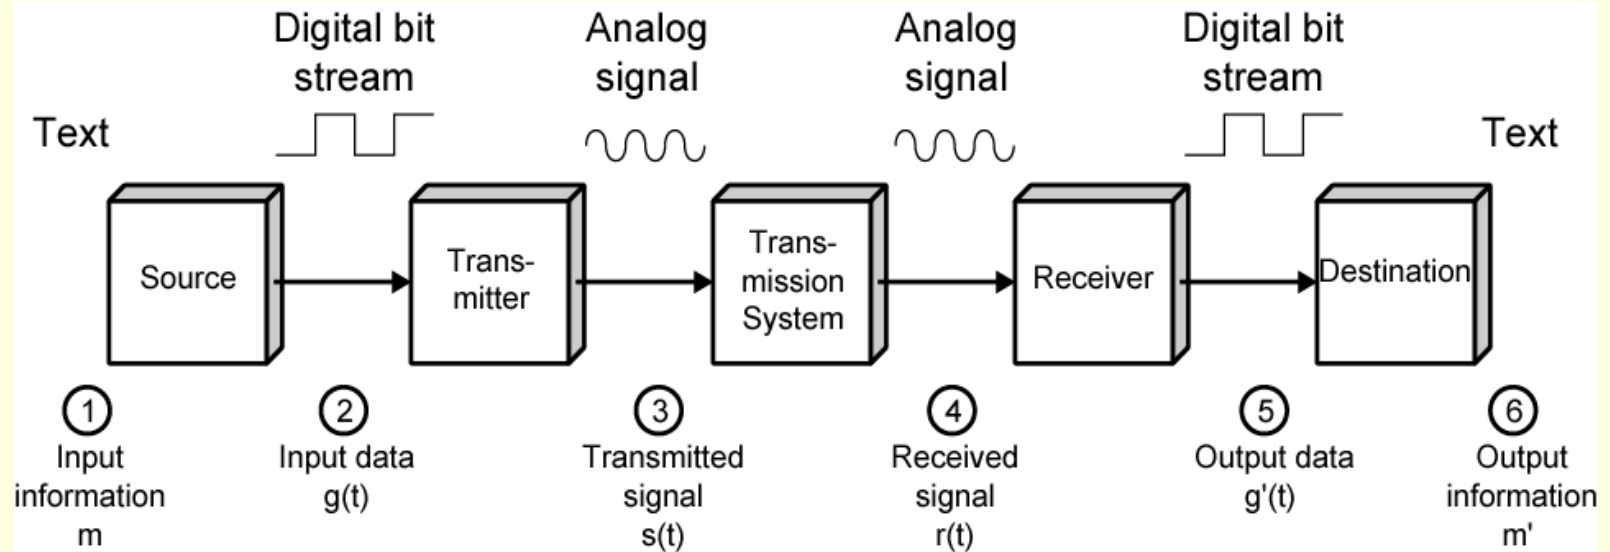 Digital bit
stream
Analog
signal
Analog
signal
Digital bit
stream
Text
Text
Source
Trans-
mitter
Trans-
mission
System
Receiver
Destination
1
Input
information
m
2
Input data
g(t)
3
Transmitted
signal
s(t)
4
Received
signal
r(t)
5
Output data
g'(t)
6
Output
information
m'